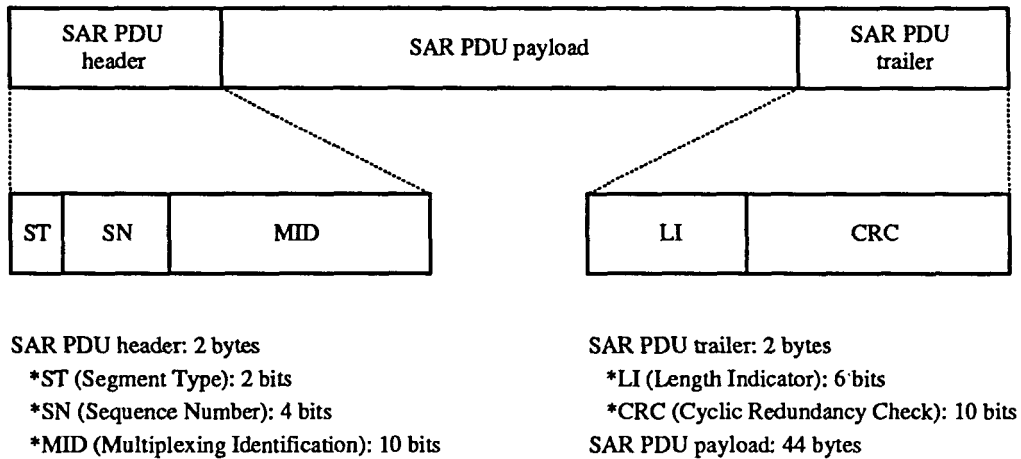 SAR PDU
header
SAR PDU payload
SAR PDU
trailer
ST
SN
MID
LI
CRC
SAR PDU header: 2 bytes
*ST (Segment Type): 2 bits
*SN (Sequence Number): 4 bits
*MID (Multiplexing Identification): 10 bits
SAR PDU trailer: 2 bytes
*LI (Length Indicator): 6 bits
*CRC (Cyclic Redundancy Check): 10 bits
SAR PDU payload: 44 bytes